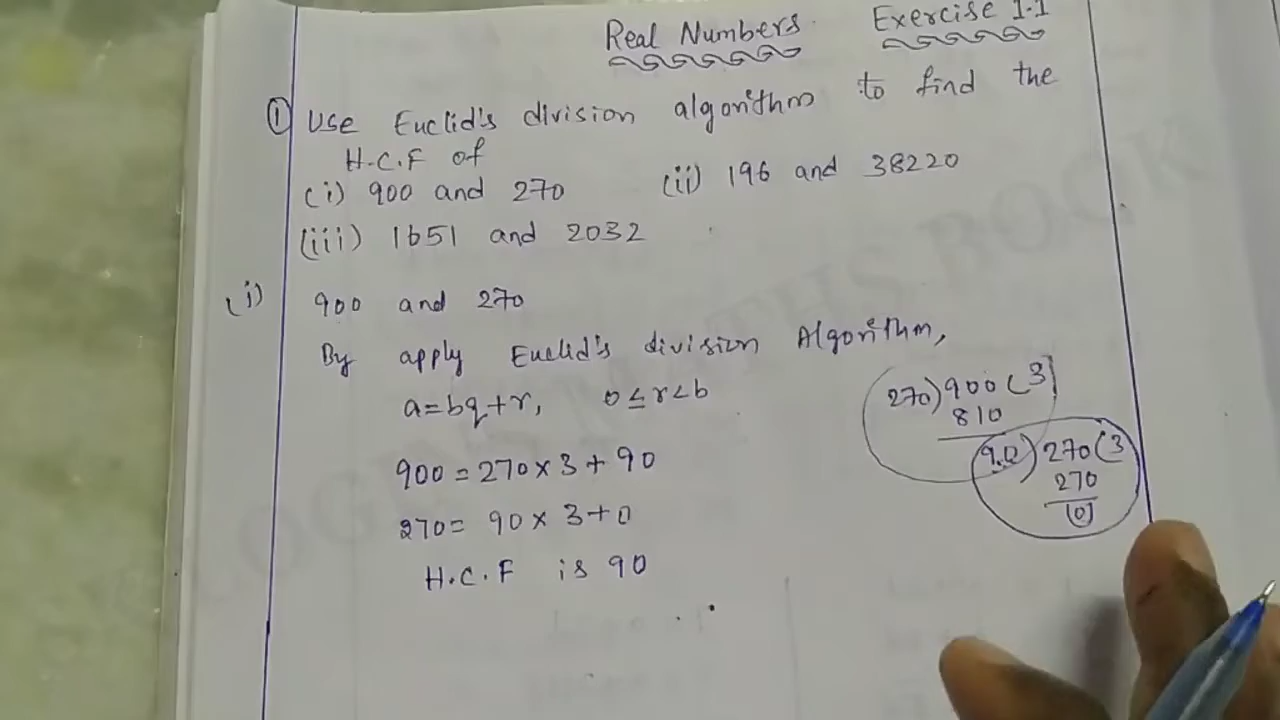 Real Numbers Exercise 1.1
① Use Euclid's division algorithm to find the
H.C.F of
(i) 900 and 270 (ii) 196 and 38220
(iii) 1651 and 2032
(i) 900 and 270
By apply Euclid's division Algorithm,
a=bq+r, 0≤r<b
900 = 270×3+90
270= 90×3+0
H.C.F is 90
270)900(3
810
90)270(3
270
0